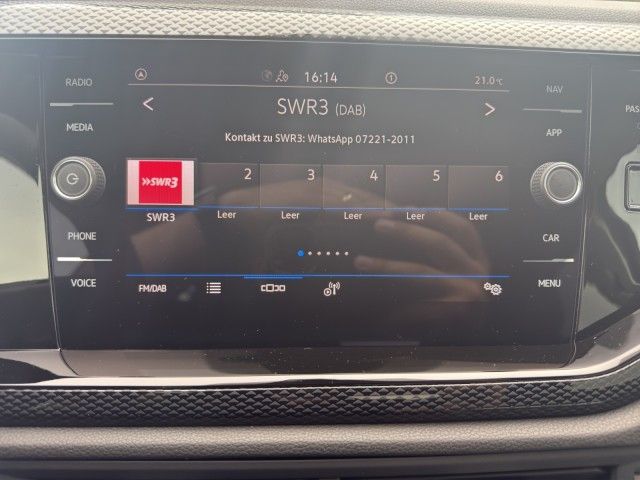 RADIO
MEDIA
PHONE
VOICE
16:14
21.0 °C
SWR3 (DAB)
Kontakt zu SWR3: WhatsApp 07221-2011
»SWR3
2
3
4
5
6
SWR3
Leer
Leer
Leer
Leer
Leer
FM/DAB
NAV
APP
CAR
MENU
PAS